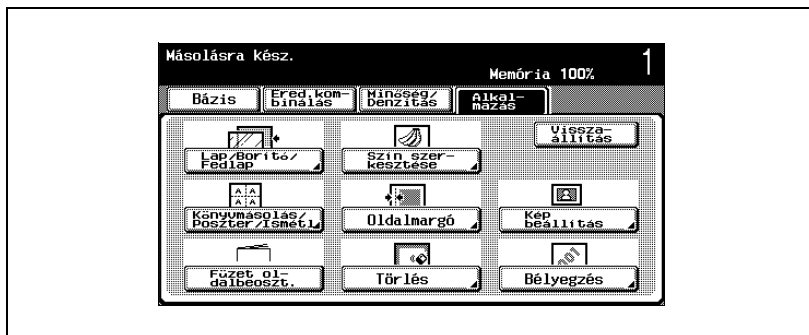 Másolásra kész.
1
Memória 100%
Bázis
Ered.kom-
binálás
Minőség/
Denzitás
Alkal-
mazás
Vissza-
állítás
Lap/Borító/
Fedlap
Szín szer-
kesztése
Könyvmásolás/
Poszter/Ismétl.
Oldalmargó
Kép
beállítás
Füzet ol-
dalbeoszt.
Törlés
Bélyegzés